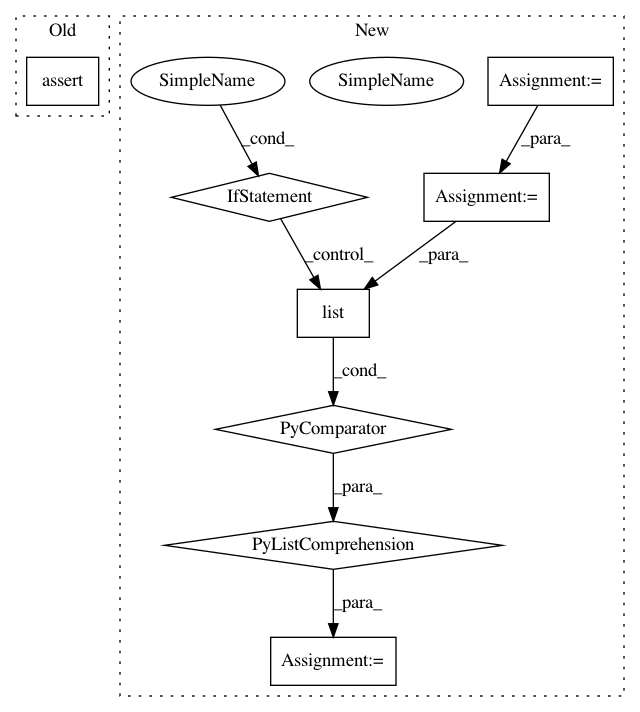 Old
New
assert
SimpleName
SimpleName
Assignment:=
_cond_
_para_
IfStatement
Assignment:=
_control_
_para_
list
_cond_
PyComparator
_para_
PyListComprehension
_para_
Assignment:=